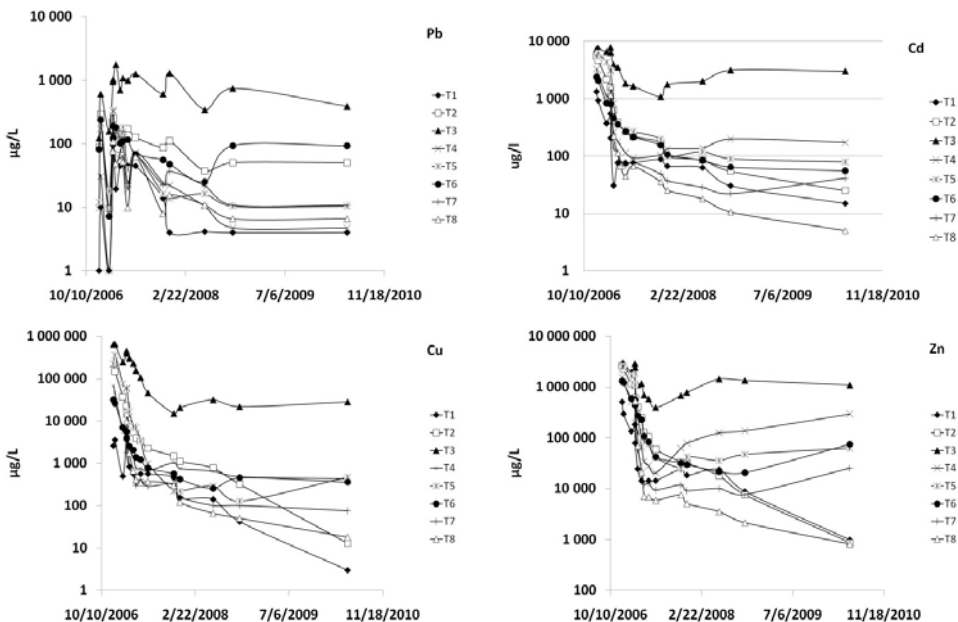 10 000
1 000
100
10
1
µg/L
Pb
T1
T2
T3
T4
T5
T6
T7
T8
10/10/2006 2/22/2008 7/6/2009 11/18/2010
10 000
1 000
100
10
1
ug/l
Cd
T1
T2
T3
T4
T5
T6
T7
T8
10/10/2006 2/22/2008 7/6/2009 11/18/2010
1 000 000
100 000
10 000
1 000
100
10
1
µg/L
Cu
T1
T2
T3
T4
T5
T6
T7
T8
10/10/2006 2/22/2008 7/6/2009 11/18/2010
10 000 000
1 000 000
100 000
10 000
1 000
100
µg/L
Zn
T1
T2
T3
T4
T5
T6
T7
T8
10/10/2006 2/22/2008 7/6/2009 11/18/2010